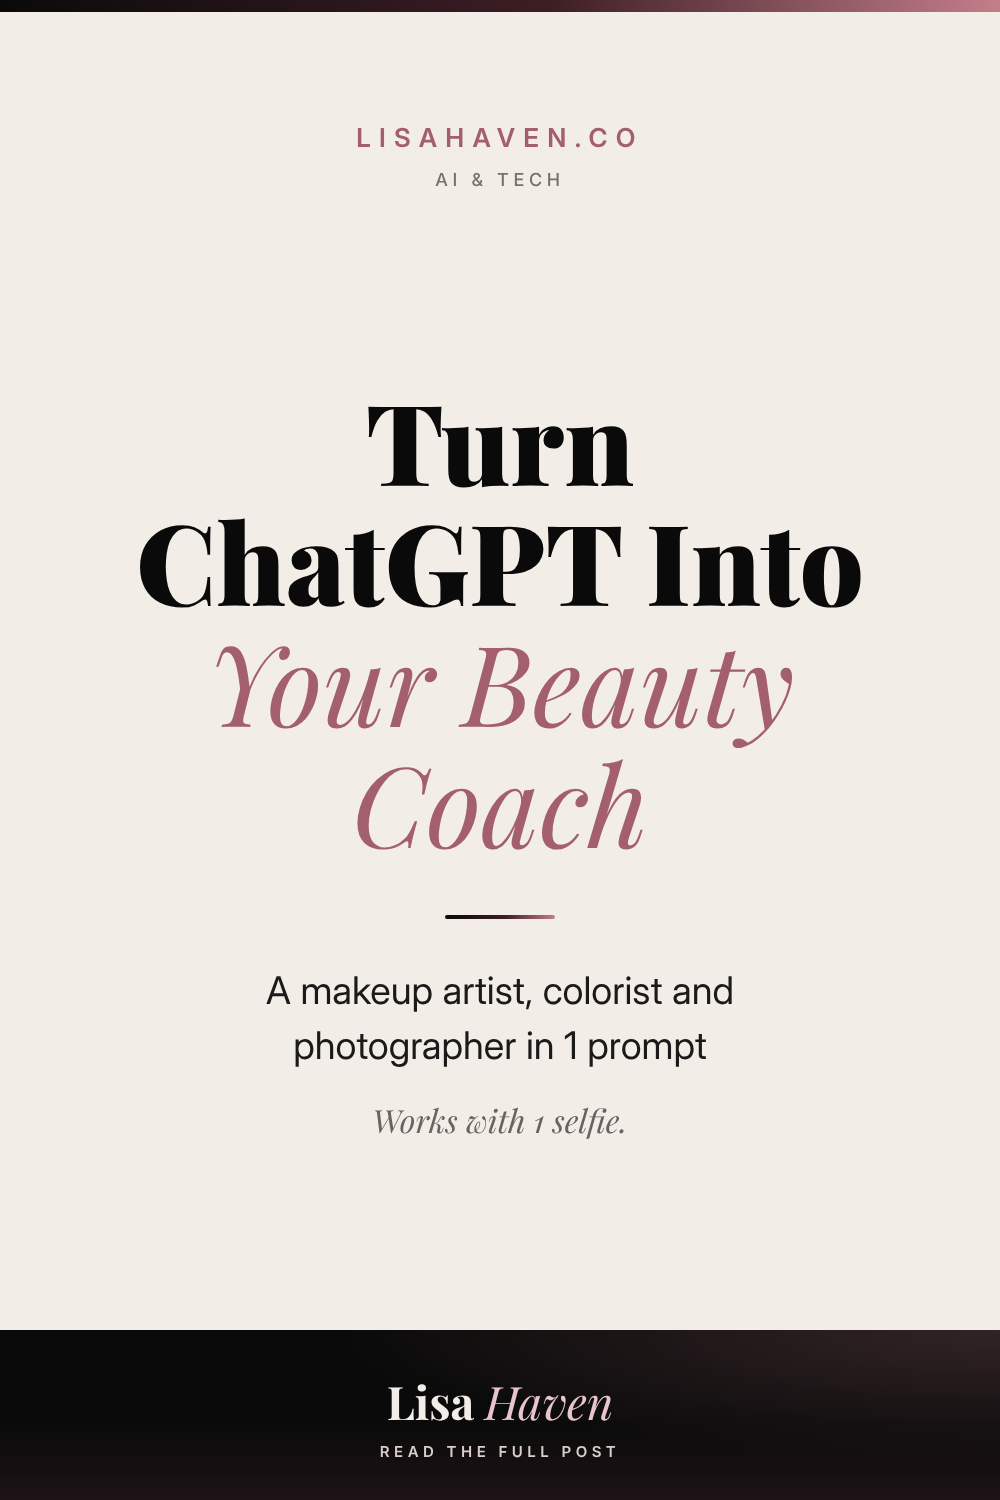 LISAHAVEN.CO
AI & TECH
Turn
ChatGPT Into
Your Beauty
Coach
A makeup artist, colorist and
photographer in 1 prompt
Works with 1 selfie.
Lisa Haven
READ THE FULL POST